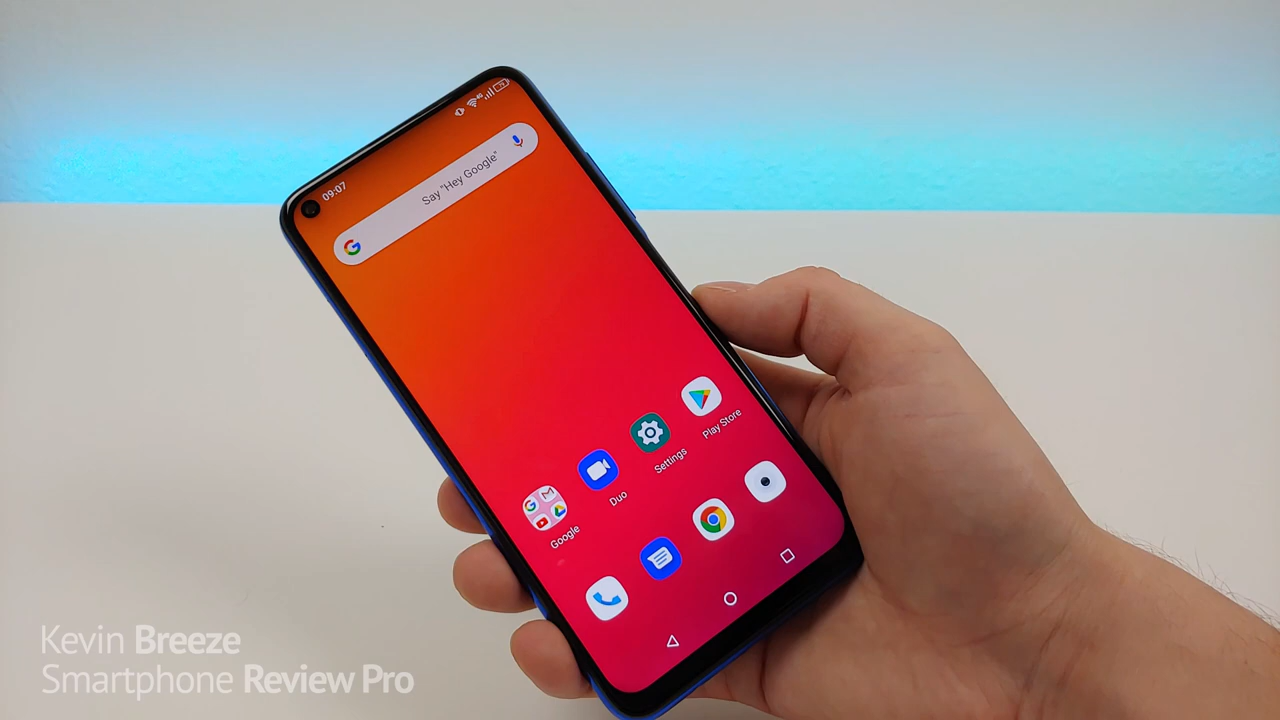 09:07
Say "Hey Google"
Play Store
Settings
Duo
Google
Kevin Breeze
Smartphone Review Pro